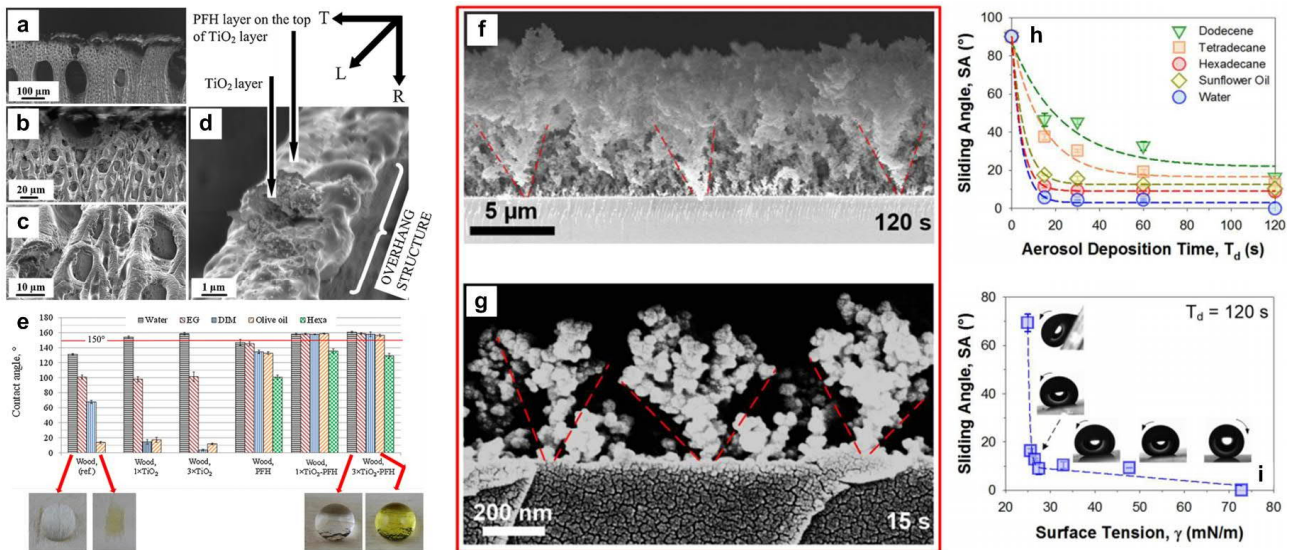 a
100 µm
b
20 µm
c
10 µm
PFH layer on the top
of TiO₂ layer
TiO₂
layer
T
L
R
d
OVERHANG
STRUCTURE
1 µm
e
Water
EG
DIM
Olive oil
Hexa
Contact angle, °
180
160
150°
140
120
100
80
60
40
20
0
Wood,
(ref.)
Wood,
1×TiO₂
Wood,
3×TiO₂
Wood,
PFH
Wood,
1×TiO₂-PFH
Wood,
3×TiO₂-PFH
f
5 µm
120 s
g
200 nm
15 s
h
Dodecene
Tetradecane
Hexadecane
Sunflower Oil
Water
Sliding Angle, SA (°)
100
80
60
40
20
0
0 20 40 60 80 100 120
Aerosol Deposition Time, Td (s)
Td = 120 s
Sliding Angle, SA (°)
80
60
40
20
0
i
20 30 40 50 60 70 80
Surface Tension, γ (mN/m)